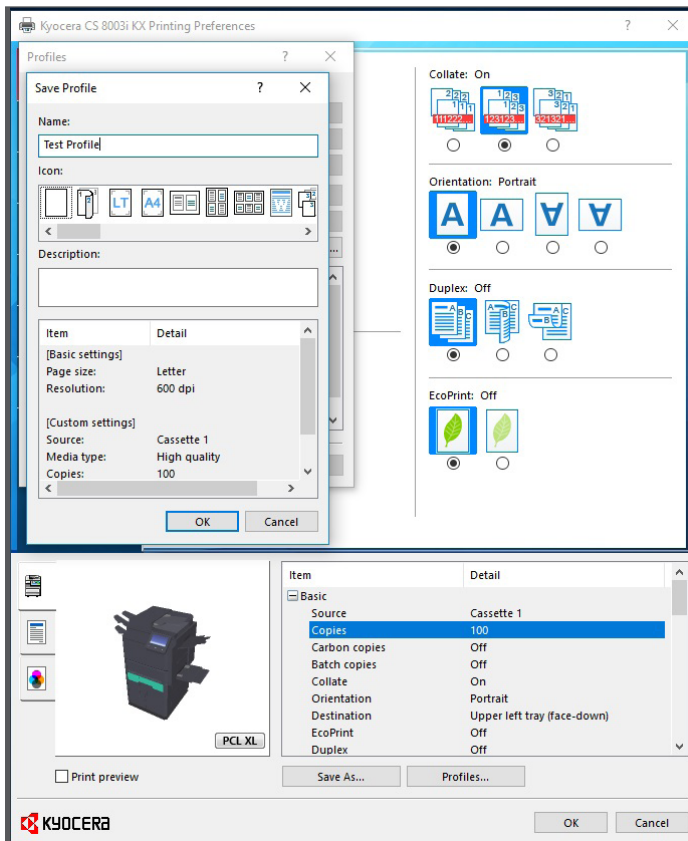 Kyocera CS 8003i KX Printing Preferences
?
Profiles
?
Save Profile
?
Name:
Test Profile
Icon:
LT
A4
W
Description:
Item Detail
[Basic settings]
Page size: Letter
Resolution: 600 dpi
[Custom settings]
Source: Cassette 1
Media type: High quality
Copies: 100
OK Cancel
...
Collate: On
111222... 123123... 321321...
Orientation: Portrait
A A A A
Duplex: Off
A B C A B C A B C
EcoPrint: Off
PCL XL
Print preview
Item Detail
Basic
Source Cassette 1
Copies 100
Carbon copies Off
Batch copies Off
Collate On
Orientation Portrait
Destination Upper left tray (face-down)
EcoPrint Off
Duplex Off
Save As... Profiles...
KYOCERA
OK Cancel